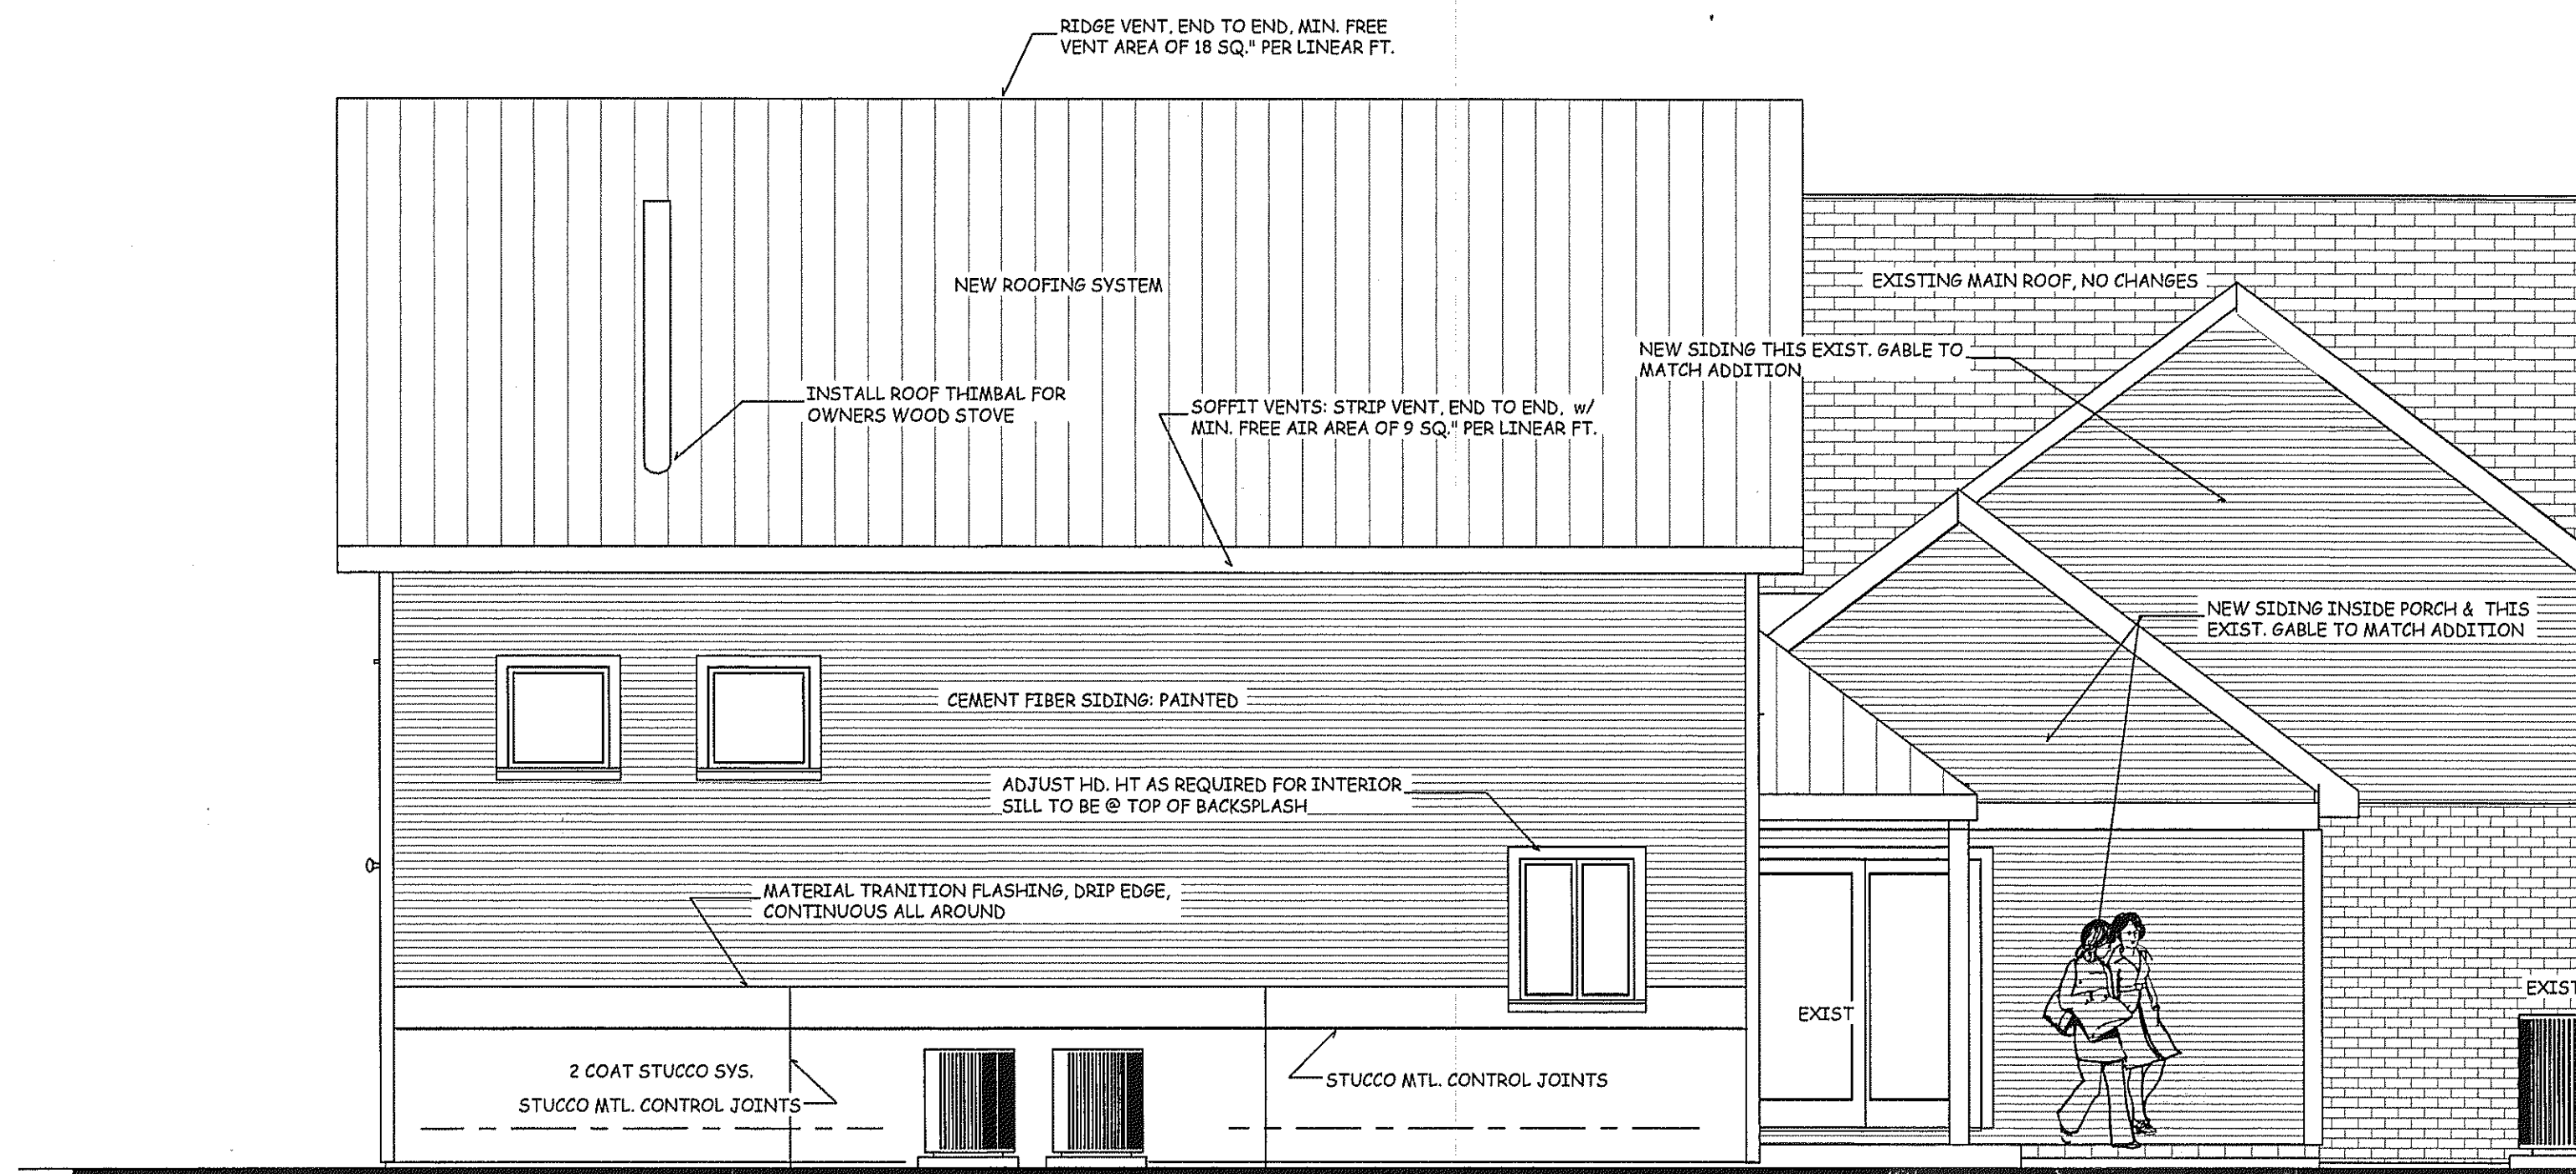 RIDGE VENT, END TO END, MIN. FREE
VENT AREA OF 18 SQ." PER LINEAR FT.
NEW ROOFING SYSTEM
EXISTING MAIN ROOF, NO CHANGES
NEW SIDING THIS EXIST. GABLE TO
MATCH ADDITION
INSTALL ROOF THIMBAL FOR
OWNERS WOOD STOVE
SOFFIT VENTS: STRIP VENT, END TO END, w/
MIN. FREE AIR AREA OF 9 SQ." PER LINEAR FT.
NEW SIDING INSIDE PORCH & THIS
EXIST. GABLE TO MATCH ADDITION
CEMENT FIBER SIDING: PAINTED
ADJUST HD. HT AS REQUIRED FOR INTERIOR
SILL TO BE @ TOP OF BACKSPLASH
MATERIAL TRANITION FLASHING, DRIP EDGE,
CONTINUOUS ALL AROUND
EXIST
EXIST
2 COAT STUCCO SYS.
STUCCO MTL. CONTROL JOINTS
STUCCO MTL. CONTROL JOINTS